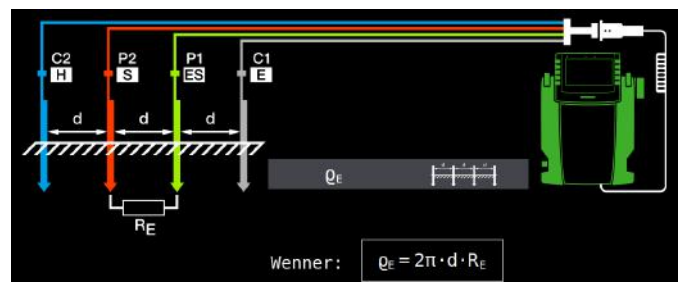 C2 P2 P1 C1
H S ES E
d d d
ϱE
RE
Wenner: ϱE = 2π·d·RE